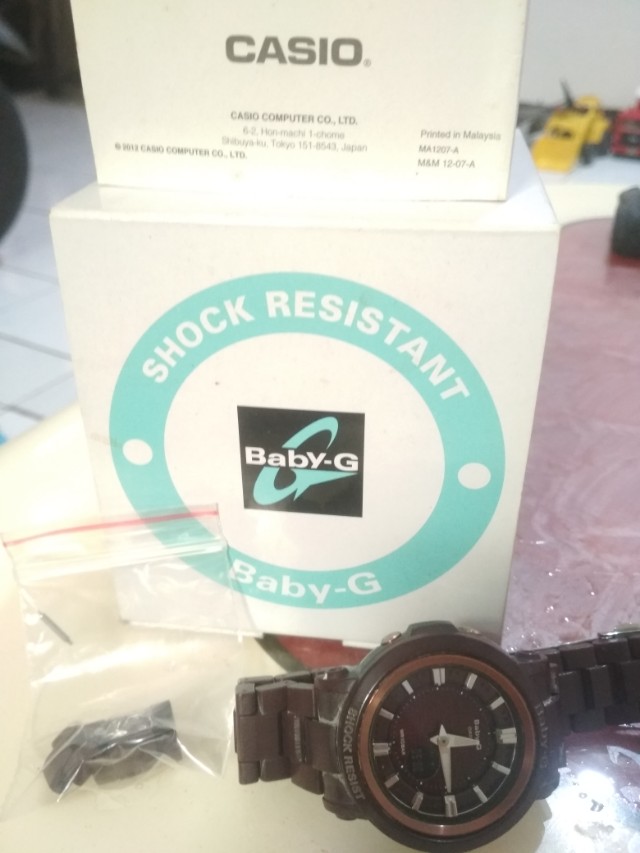 CASIO®
CASIO COMPUTER CO., LTD.
6-2, Hon-machi 1-chome
Shibuya-ku, Tokyo 151-8543, Japan
© 2012 CASIO COMPUTER CO., LTD.
Printed in Malaysia
MA1207-A
M&M 12-07-A
SHOCK RESISTANT
Baby-G
Baby-G
SHOCK RESIST
Baby-G